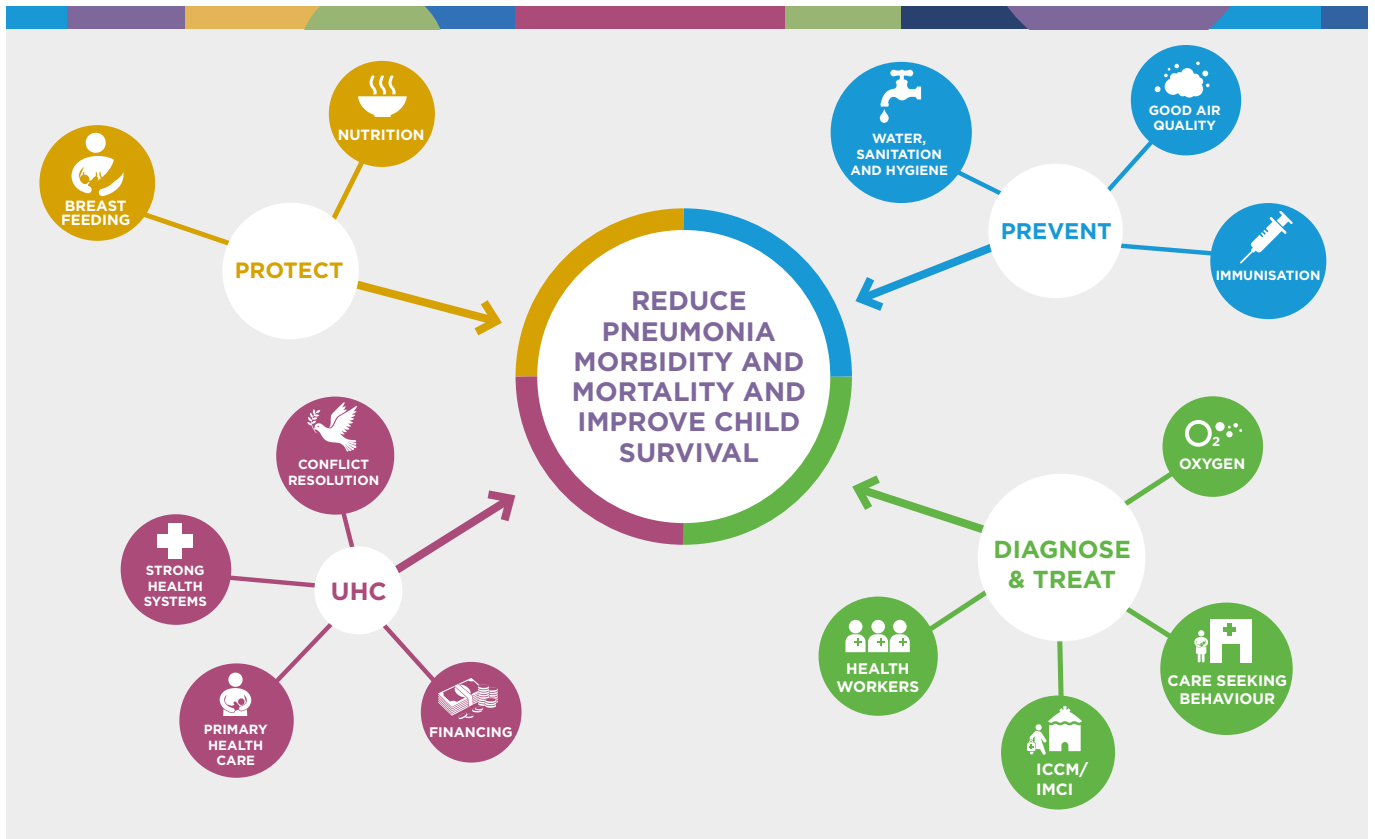 NUTRITION
BREAST
FEEDING
PROTECT
WATER,
SANITATION
AND HYGIENE
GOOD AIR
QUALITY
PREVENT
IMMUNISATION
REDUCE
PNEUMONIA
MORBIDITY AND
MORTALITY AND
IMPROVE CHILD
SURVIVAL
CONFLICT
RESOLUTION
STRONG
HEALTH
SYSTEMS
UHC
PRIMARY
HEALTH
CARE
FINANCING
O2
OXYGEN
DIAGNOSE
& TREAT
HEALTH
WORKERS
CARE SEEKING
BEHAVIOUR
ICCM/
IMCI